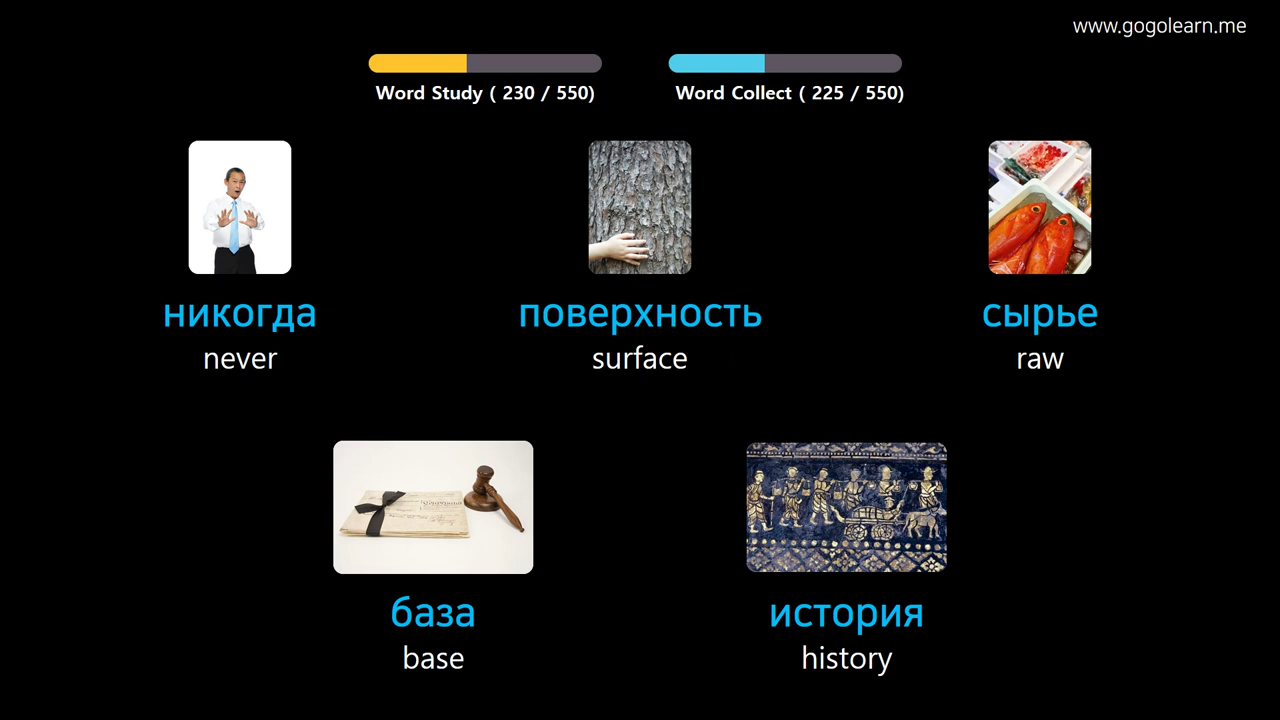 www.gogolearn.me
Word Study ( 230 / 550)
Word Collect ( 225 / 550)
никогда
never
поверхность
surface
сырье
raw
база
base
история
history